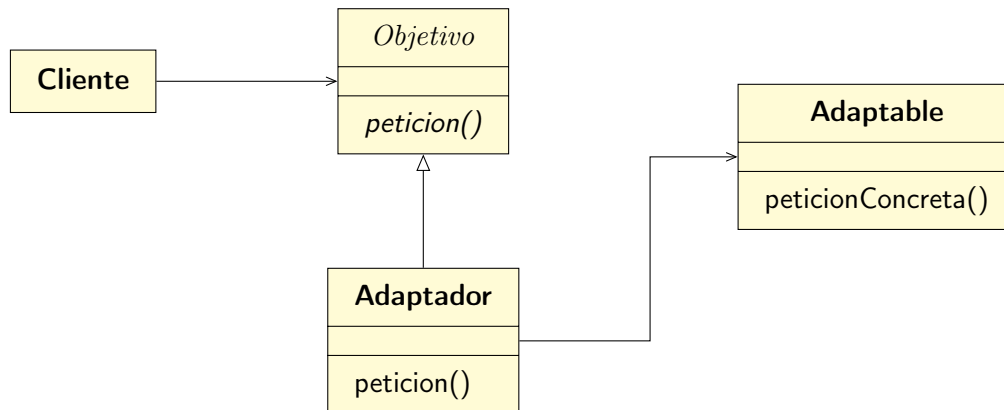 Cliente
Objetivo
peticion()
Adaptable
peticionConcreta()
Adaptador
peticion()